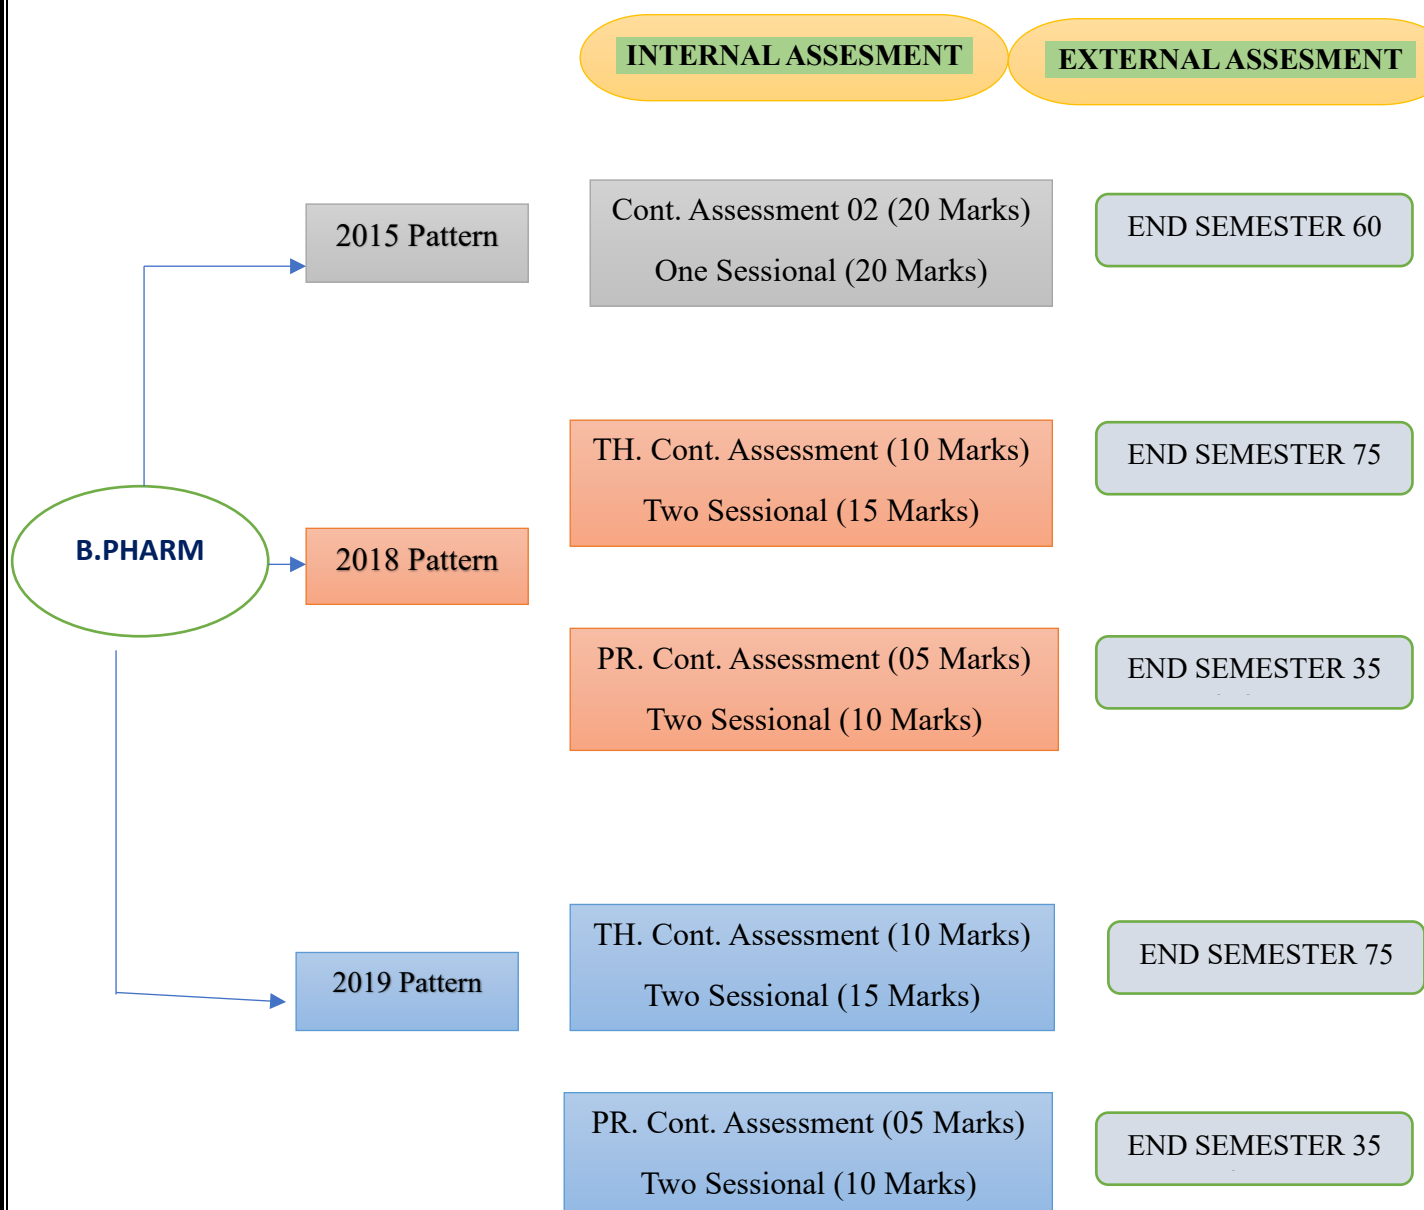 INTERNAL ASSESMENT
EXTERNAL ASSESMENT
2015 Pattern
Cont. Assessment 02 (20 Marks)
One Sessional (20 Marks)
END SEMESTER 60
B.PHARM
2018 Pattern
TH. Cont. Assessment (10 Marks)
Two Sessional (15 Marks)
END SEMESTER 75
PR. Cont. Assessment (05 Marks)
Two Sessional (10 Marks)
END SEMESTER 35
2019 Pattern
TH. Cont. Assessment (10 Marks)
Two Sessional (15 Marks)
END SEMESTER 75
PR. Cont. Assessment (05 Marks)
Two Sessional (10 Marks)
END SEMESTER 35